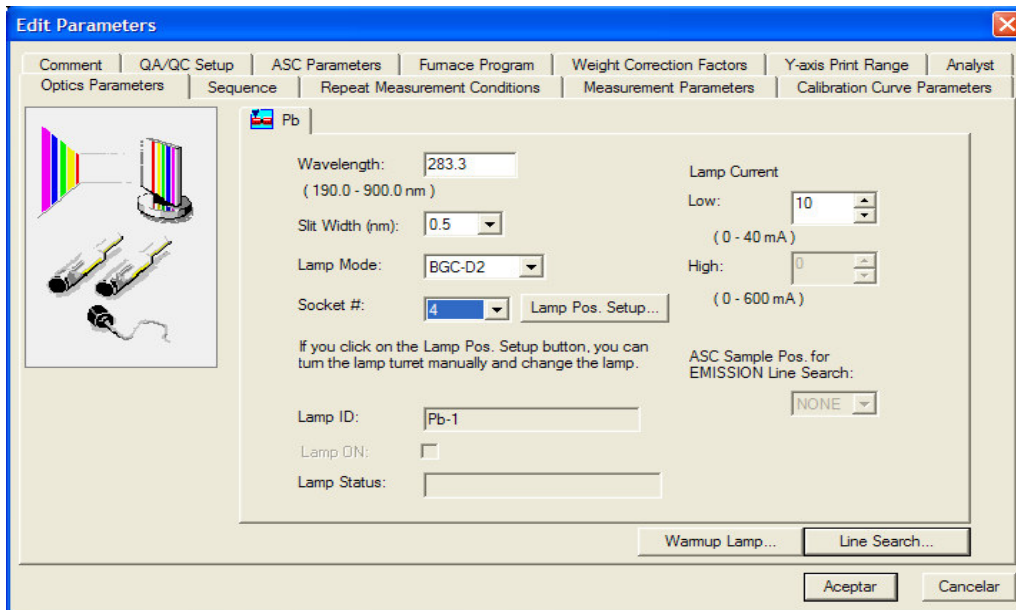 Edit Parameters
Comment QA/QC Setup ASC Parameters Furnace Program Weight Correction Factors Y-axis Print Range Analyst
Optics Parameters Sequence Repeat Measurement Conditions Measurement Parameters Calibration Curve Parameters
Pb
Wavelength: 283.3
( 190.0 - 900.0 nm )
Slit Width (nm): 0.5
Lamp Mode: BGC-D2
Socket #: 4 Lamp Pos. Setup...
If you click on the Lamp Pos. Setup button, you can
turn the lamp turret manually and change the lamp.
Lamp ID: Pb-1
Lamp ON:
Lamp Status:
Lamp Current
Low: 10
( 0 - 40 mA )
High: 0
( 0 - 600 mA )
ASC Sample Pos. for
EMISSION Line Search:
NONE
Warmup Lamp... Line Search...
Aceptar Cancelar